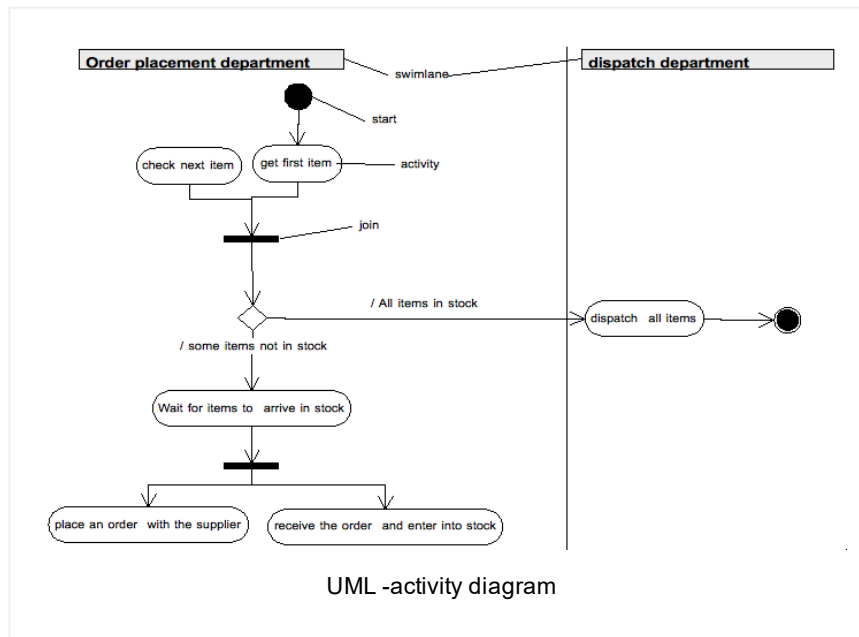 Order placement department
swimlane
dispatch department
start
check next item
get first item
activity
join
/ All items in stock
dispatch all items
/ some items not in stock
Wait for items to arrive in stock
place an order with the supplier
receive the order and enter into stock
UML -activity diagram